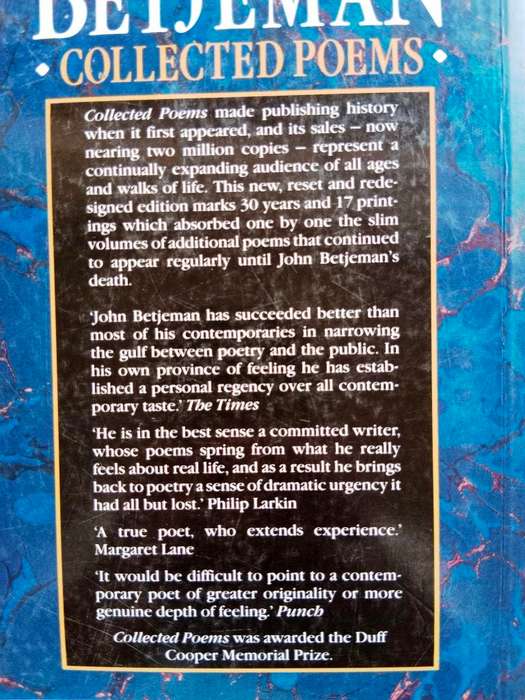 BETJEMAN
• COLLECTED POEMS •
Collected Poems made publishing history
when it first appeared, and its sales – now
nearing two million copies – represent a
continually expanding audience of all ages
and walks of life. This new, reset and rede-
signed edition marks 30 years and 17 print-
ings which absorbed one by one the slim
volumes of additional poems that continued
to appear regularly until John Betjeman's
death.
'John Betjeman has succeeded better than
most of his contemporaries in narrowing
the gulf between poetry and the public. In
his own province of feeling he has estab-
lished a personal regency over all contem-
porary taste.' The Times
'He is in the best sense a committed writer,
whose poems spring from what he really
feels about real life, and as a result he brings
back to poetry a sense of dramatic urgency it
had all but lost.' Philip Larkin
'A true poet, who extends experience.'
Margaret Lane
'It would be difficult to point to a contem-
porary poet of greater originality or more
genuine depth of feeling.' Punch
Collected Poems was awarded the Duff
Cooper Memorial Prize.